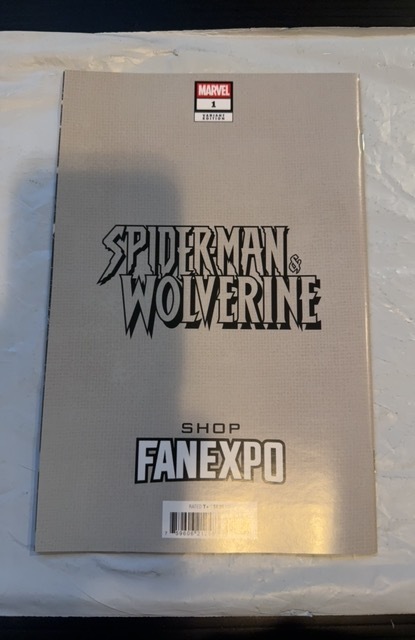 MARVEL
1
VARIANT
EDITION
SPIDER-MAN &
WOLVERINE
SHOP
FANEXPO